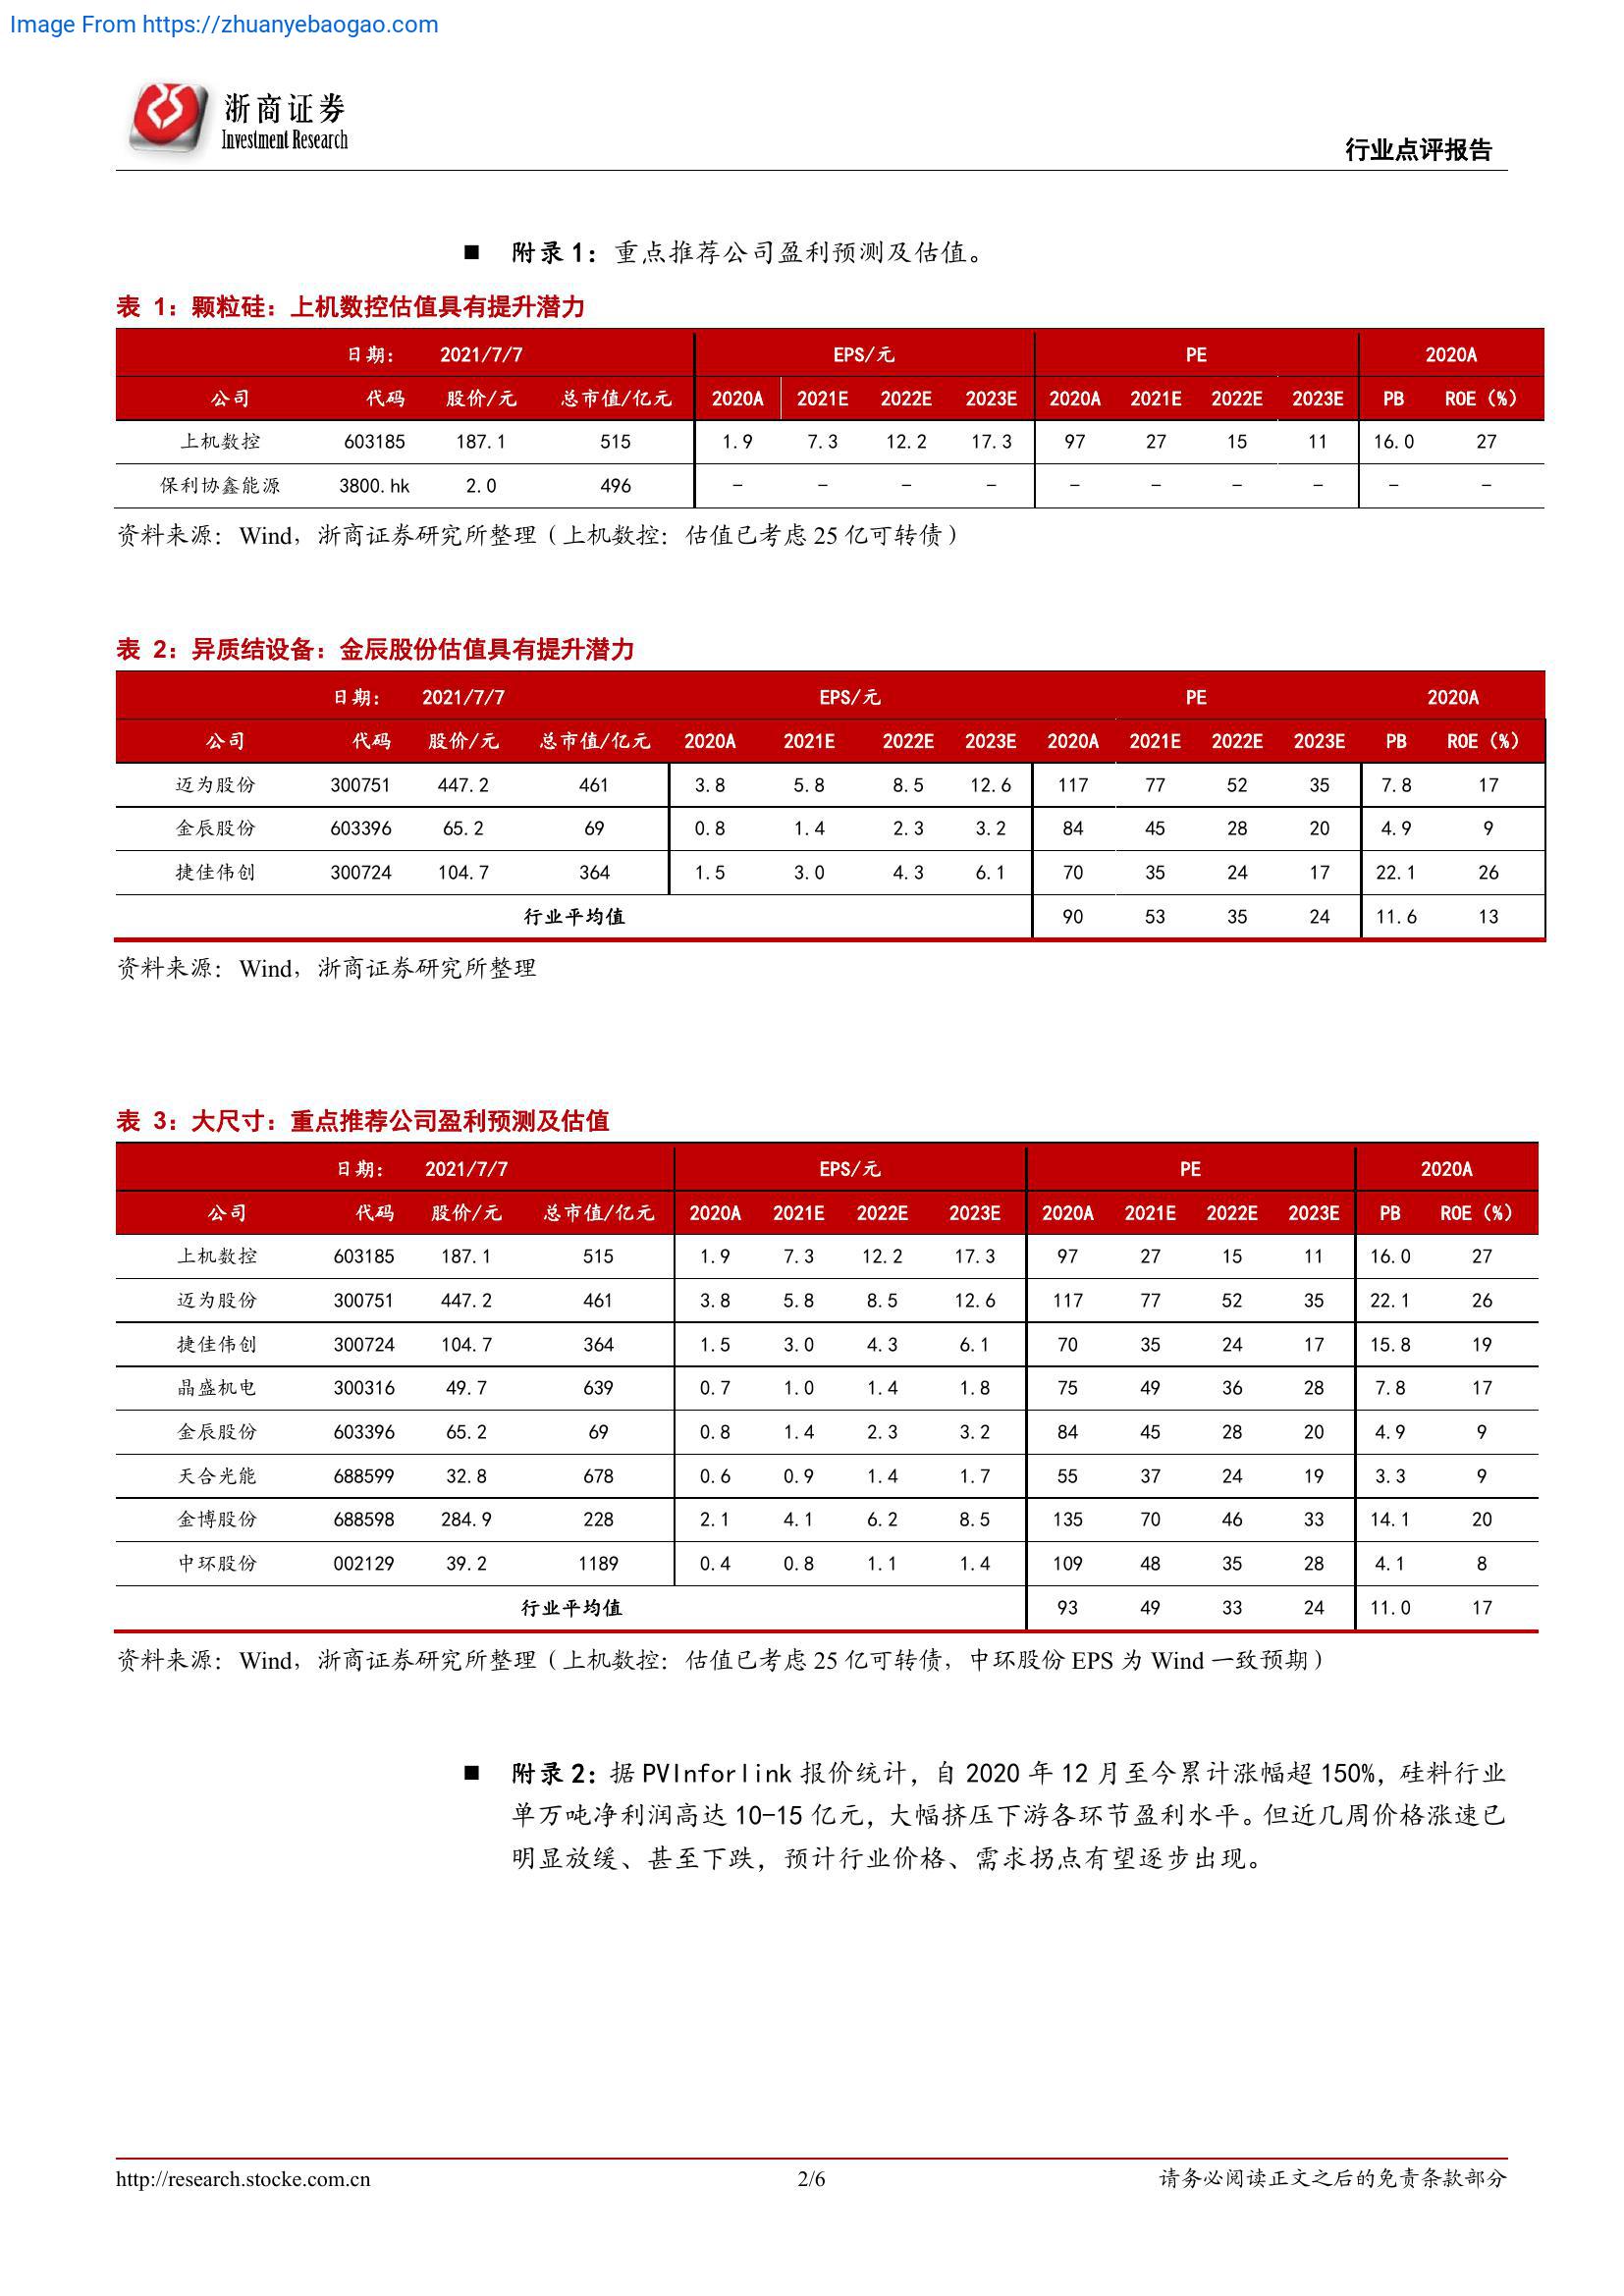 Image From https://zhuanyebaogao.com
浙商证券
Investment Research
行业点评报告
■ 附录 1：重点推荐公司盈利预测及估值。
表 1：颗粒硅：上机数控估值具有提升潜力
日期： 2021/7/7 EPS/元 PE 2020A
公司 代码 股价/元 总市值/亿元 2020A 2021E 2022E 2023E 2020A 2021E 2022E 2023E PB ROE（%）
上机数控 603185 187.1 515 1.9 7.3 12.2 17.3 97 27 15 11 16.0 27
保利协鑫能源 3800.hk 2.0 496 - - - - - - - - - -
资料来源：Wind，浙商证券研究所整理（上机数控：估值已考虑 25 亿可转债）
表 2：异质结设备：金辰股份估值具有提升潜力
日期： 2021/7/7 EPS/元 PE 2020A
公司 代码 股价/元 总市值/亿元 2020A 2021E 2022E 2023E 2020A 2021E 2022E 2023E PB ROE（%）
迈为股份 300751 447.2 461 3.8 5.8 8.5 12.6 117 77 52 35 7.8 17
金辰股份 603396 65.2 69 0.8 1.4 2.3 3.2 84 45 28 20 4.9 9
捷佳伟创 300724 104.7 364 1.5 3.0 4.3 6.1 70 35 24 17 22.1 26
行业平均值 90 53 35 24 11.6 13
资料来源：Wind，浙商证券研究所整理
表 3：大尺寸：重点推荐公司盈利预测及估值
日期： 2021/7/7 EPS/元 PE 2020A
公司 代码 股价/元 总市值/亿元 2020A 2021E 2022E 2023E 2020A 2021E 2022E 2023E PB ROE（%）
上机数控 603185 187.1 515 1.9 7.3 12.2 17.3 97 27 15 11 16.0 27
迈为股份 300751 447.2 461 3.8 5.8 8.5 12.6 117 77 52 35 22.1 26
捷佳伟创 300724 104.7 364 1.5 3.0 4.3 6.1 70 35 24 17 15.8 19
晶盛机电 300316 49.7 639 0.7 1.0 1.4 1.8 75 49 36 28 7.8 17
金辰股份 603396 65.2 69 0.8 1.4 2.3 3.2 84 45 28 20 4.9 9
天合光能 688599 32.8 678 0.6 0.9 1.4 1.7 55 37 24 19 3.3 9
金博股份 688598 284.9 228 2.1 4.1 6.2 8.5 135 70 46 33 14.1 20
中环股份 002129 39.2 1189 0.4 0.8 1.1 1.4 109 48 35 28 4.1 8
行业平均值 93 49 33 24 11.0 17
资料来源：Wind，浙商证券研究所整理（上机数控：估值已考虑 25 亿可转债，中环股份 EPS 为 Wind 一致预期）
■ 附录 2：据 PVInforlink 报价统计，自 2020 年 12 月至今累计涨幅超 150%，硅料行业
单万吨净利润高达 10-15 亿元，大幅挤压下游各环节盈利水平。但近几周价格涨速已
明显放缓、甚至下跌，预计行业价格、需求拐点有望逐步出现。
http://research.stocke.com.cn 2/6 请务必阅读正文之后的免责条款部分